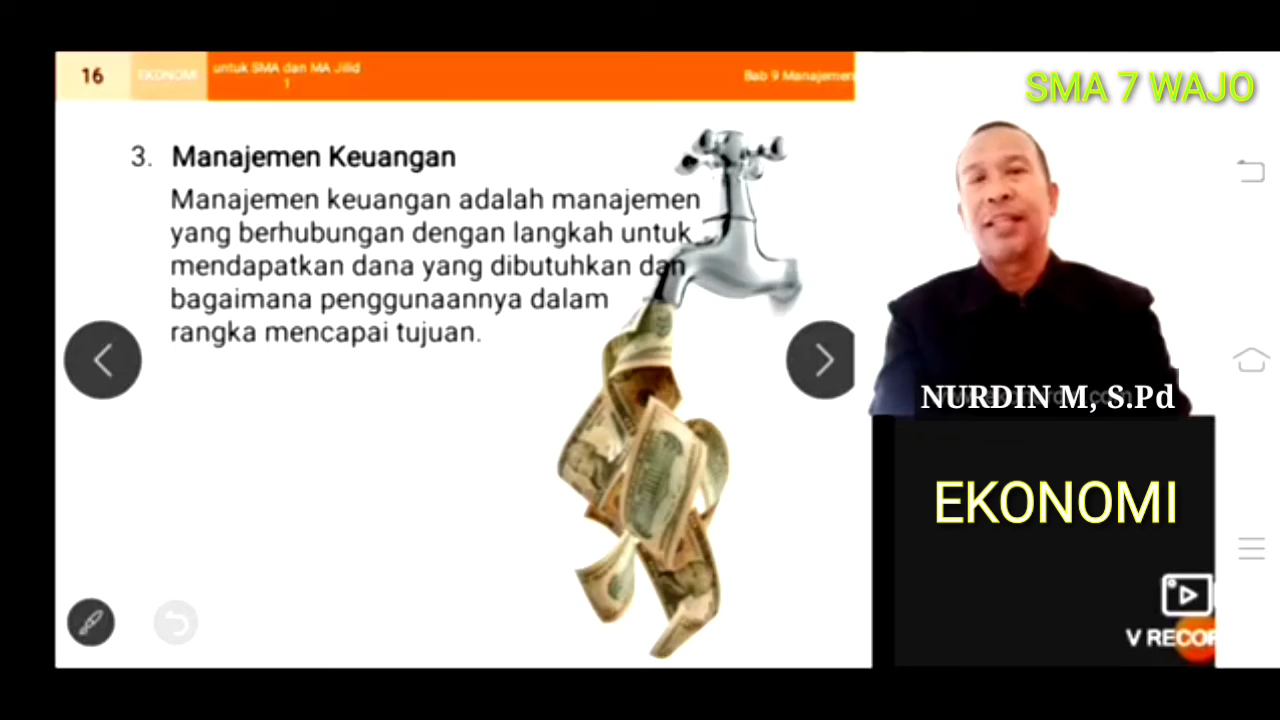 16
EKONOMI
untuk SMA dan MA Jilid
1
Bab 9 Manajemen
SMA 7 WAJO
3. Manajemen Keuangan
Manajemen keuangan adalah manajemen
yang berhubungan dengan langkah untuk
mendapatkan dana yang dibutuhkan dan
bagaimana penggunaannya dalam
rangka mencapai tujuan.
NURDIN M, S.Pd
EKONOMI
V RECOR